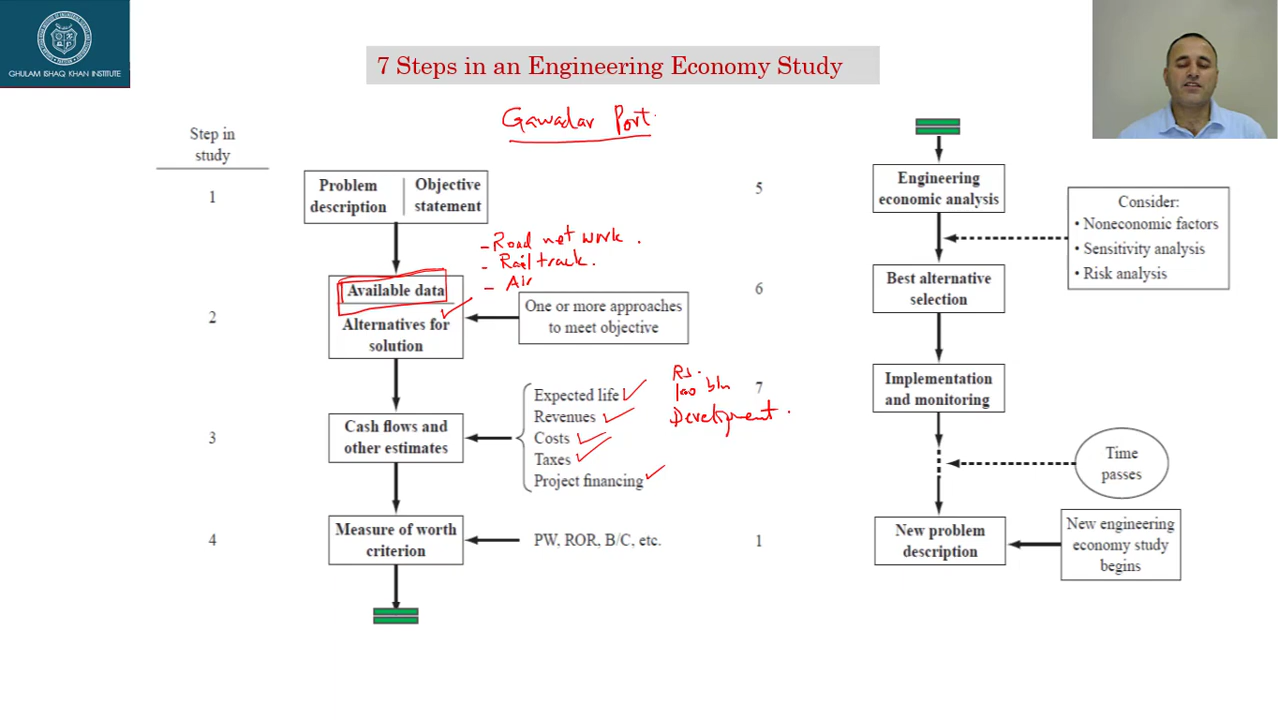 GHULAM ISHAQ KHAN INSTITUTE
7 Steps in an Engineering Economy Study
Gawadar Port
Step in
study
1
Problem
description
Objective
statement
- Road net work.
- Rail track.
- Air
2
Available data
Alternatives for
solution
One or more approaches
to meet objective
3
Cash flows and
other estimates
Expected life
Revenues
Costs
Taxes
Project financing
Rs.
100 bln
Development.
4
Measure of worth
criterion
PW, ROR, B/C, etc.
5
Engineering
economic analysis
Consider:
• Noneconomic factors
• Sensitivity analysis
• Risk analysis
6
Best alternative
selection
7
Implementation
and monitoring
Time
passes
1
New problem
description
New engineering
economy study
begins